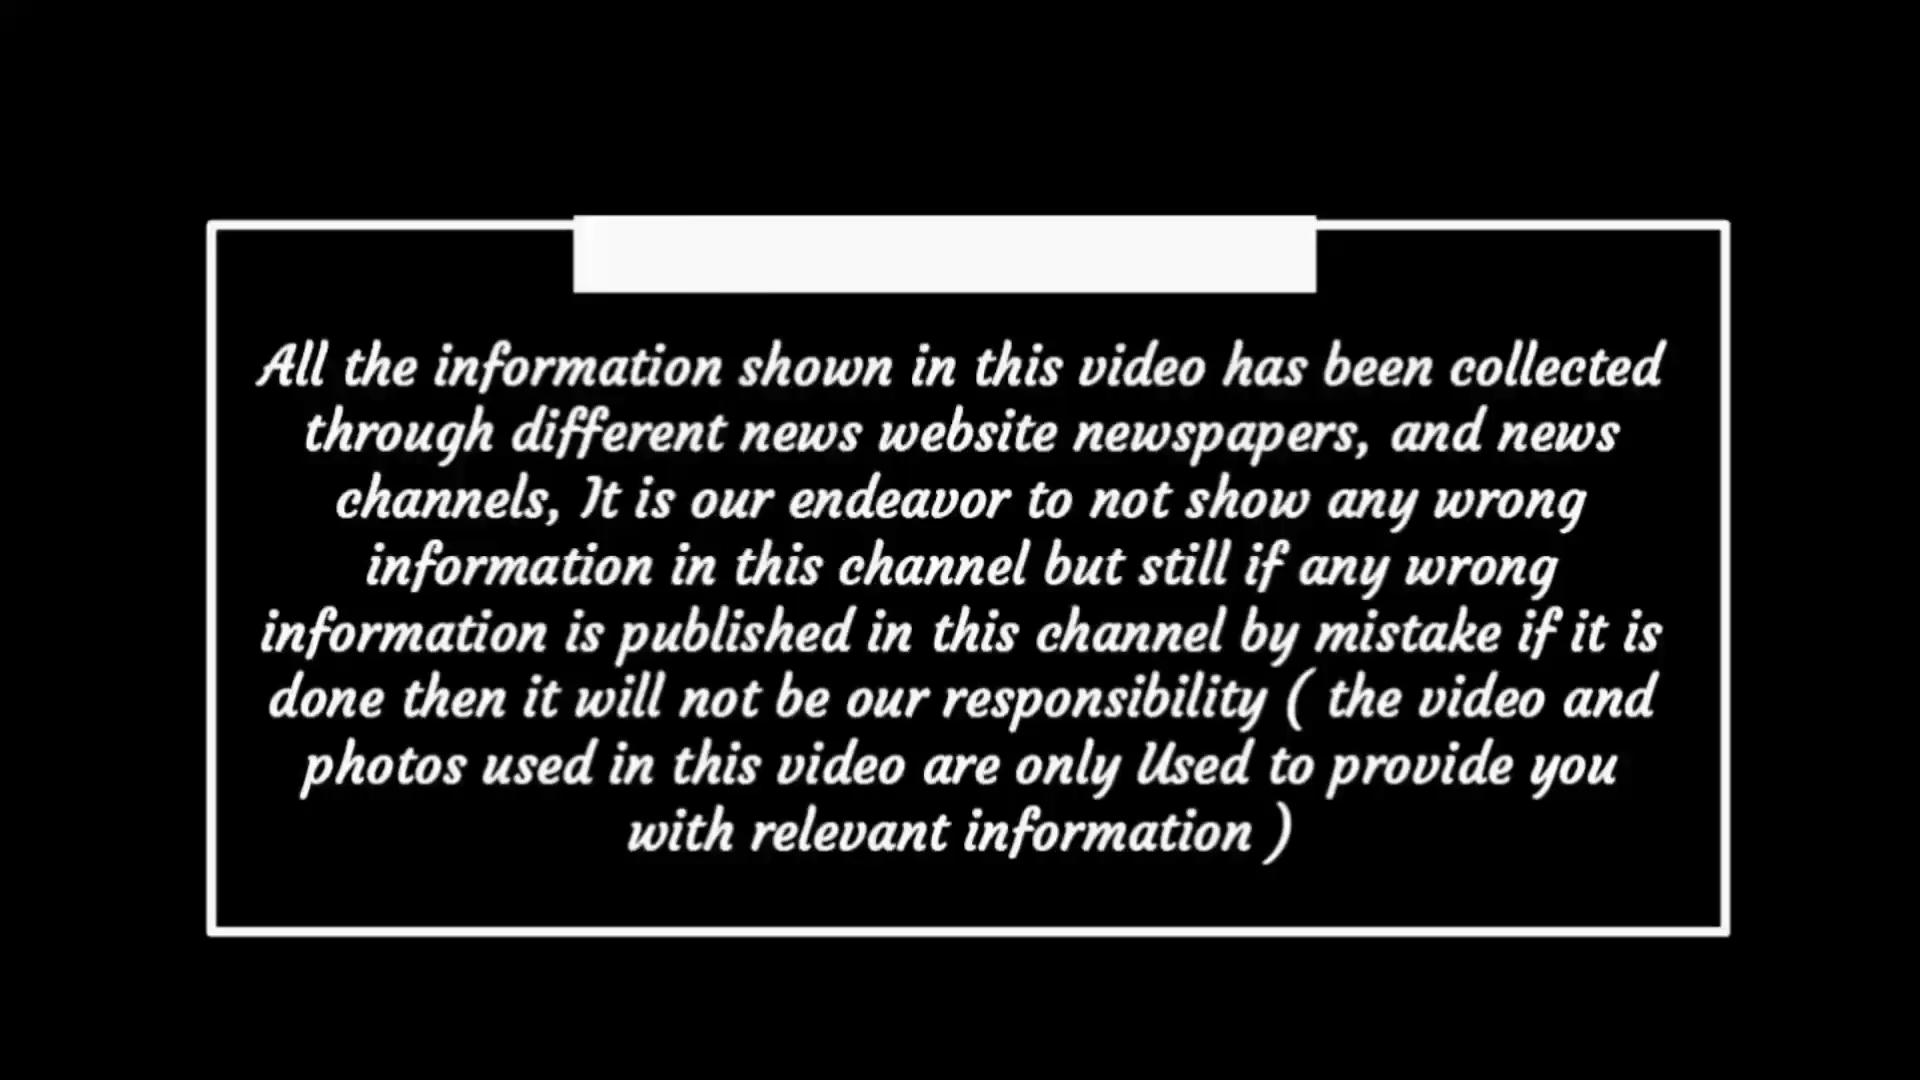 All the information shown in this video has been collected
through different news website newspapers, and news
channels, It is our endeavor to not show any wrong
information in this channel but still if any wrong
information is published in this channel by mistake if it is
done then it will not be our responsibility ( the video and
photos used in this video are only Used to provide you
with relevant information )